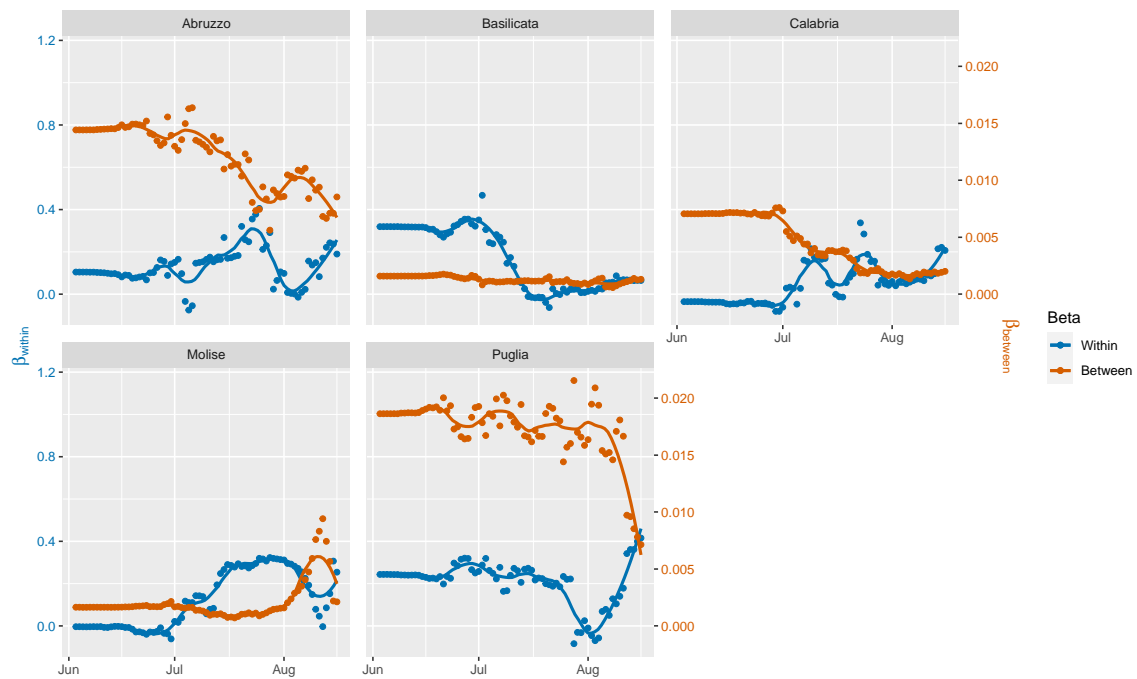 Abruzzo Basilicata Calabria
1.2
0.8
0.4
0.0
0.020
0.015
0.010
0.005
0.000
Jun Jul Aug
βwithin
βbetween
Molise Puglia
1.2
0.8
0.4
0.0
0.020
0.015
0.010
0.005
0.000
Jun Jul Aug Jun Jul Aug
Beta
Within
Between